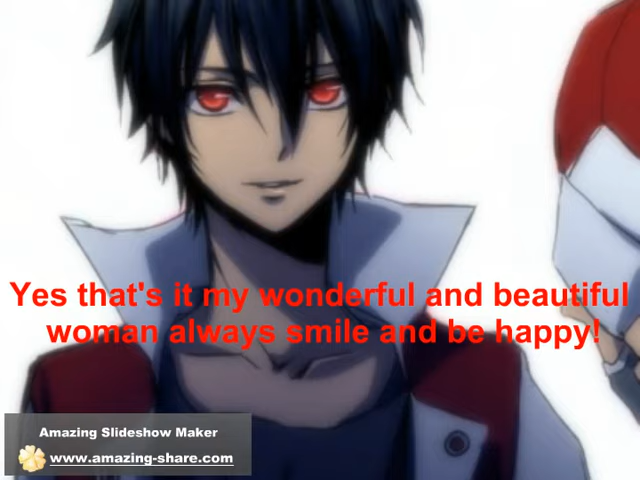 Yes that's it my wonderful and beautiful
woman always smile and be happy!
Amazing Slideshow Maker
www.amazing-share.com